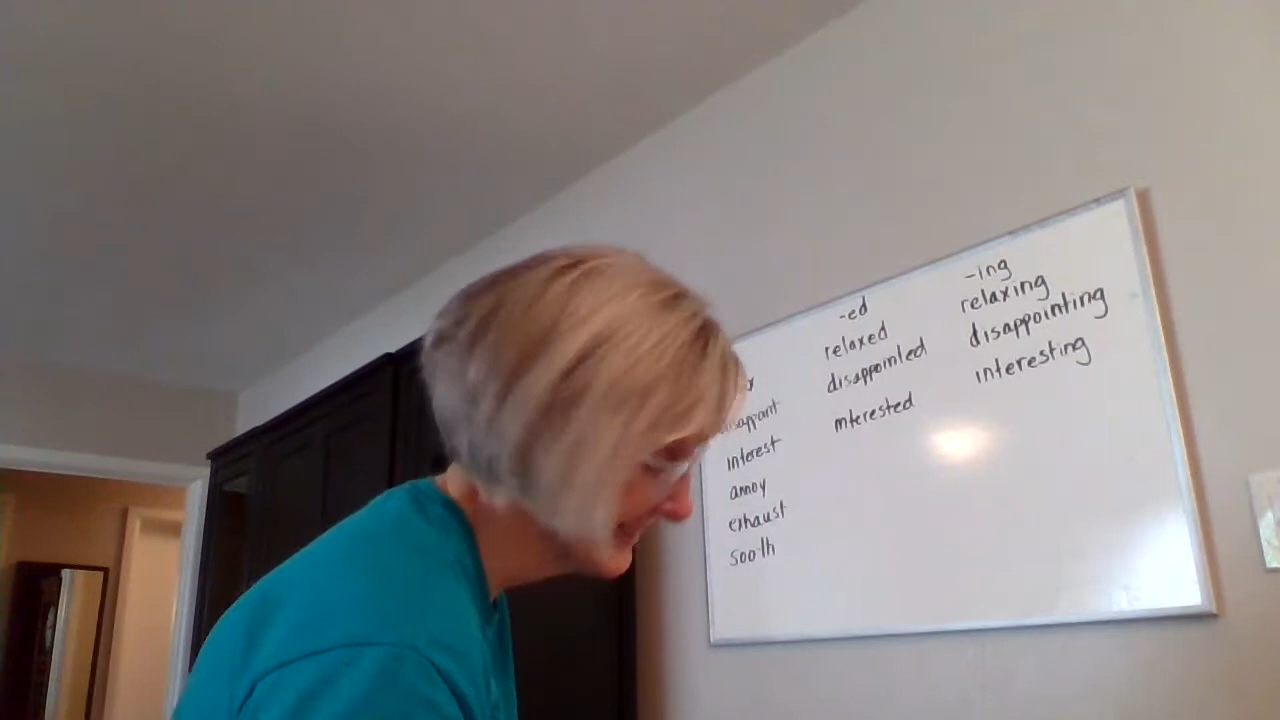 -ed -ing
relaxed relaxing
disappointed disappointing
interest interested interesting
annoy
exhaust
sooth